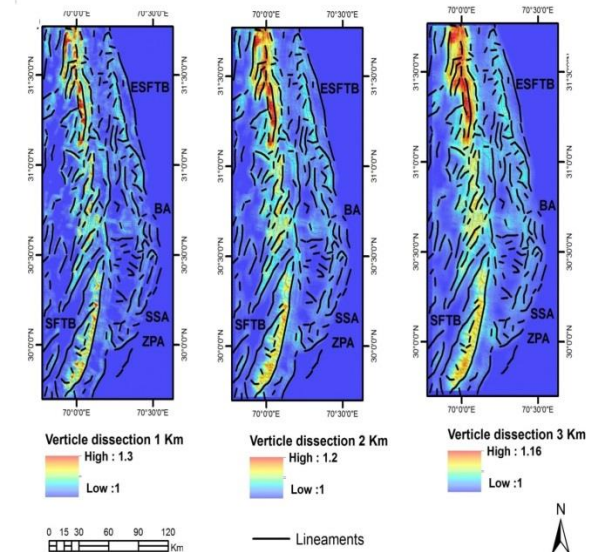 70°0'0"E 70°30'0"E
70°0'0"E 70°30'0"E
70°0'0"E 70°30'0"E
31°30'0"N
31°0'0"N
30°30'0"N
30°0'0"N
ESFTB
BA
SSA
SFTB
ZPA
31°30'0"N
31°0'0"N
30°30'0"N
30°0'0"N
31°30'0"N
31°0'0"N
30°30'0"N
30°0'0"N
ESFTB
BA
SSA
SFTB
ZPA
31°30'0"N
31°0'0"N
30°30'0"N
30°0'0"N
31°30'0"N
31°0'0"N
30°30'0"N
30°0'0"N
ESFTB
BA
SSA
SFTB
ZPA
31°30'0"N
31°0'0"N
30°30'0"N
30°0'0"N
70°0'0"E 70°30'0"E
70°0'0"E 70°30'0"E
70°0'0"E 70°30'0"E
Verticle dissection 1 Km
High : 1.3
Low :1
Verticle dissection 2 Km
High : 1.2
Low :1
Verticle dissection 3 Km
High : 1.16
Low :1
0 15 30 60 90 120
Km
Lineaments
N